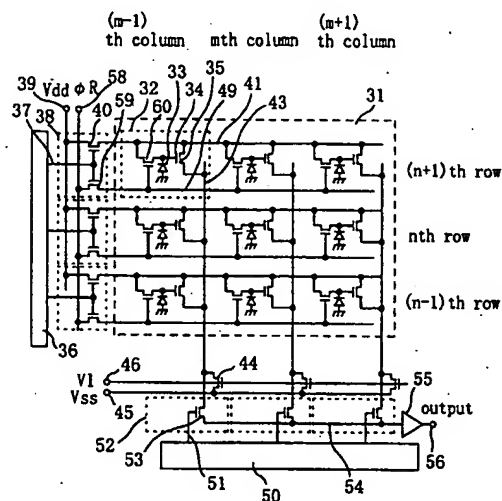 (m-1)
th column
mth column
(m+1)
th column
39 Vdd φR 58
37 38 40 59 32 60 33 34 35 49 41 43 31
(n+1)th row
nth row
(n-1)th row
36
46
V1
Vss
45
44
55
output
56
52
53
51
50
54